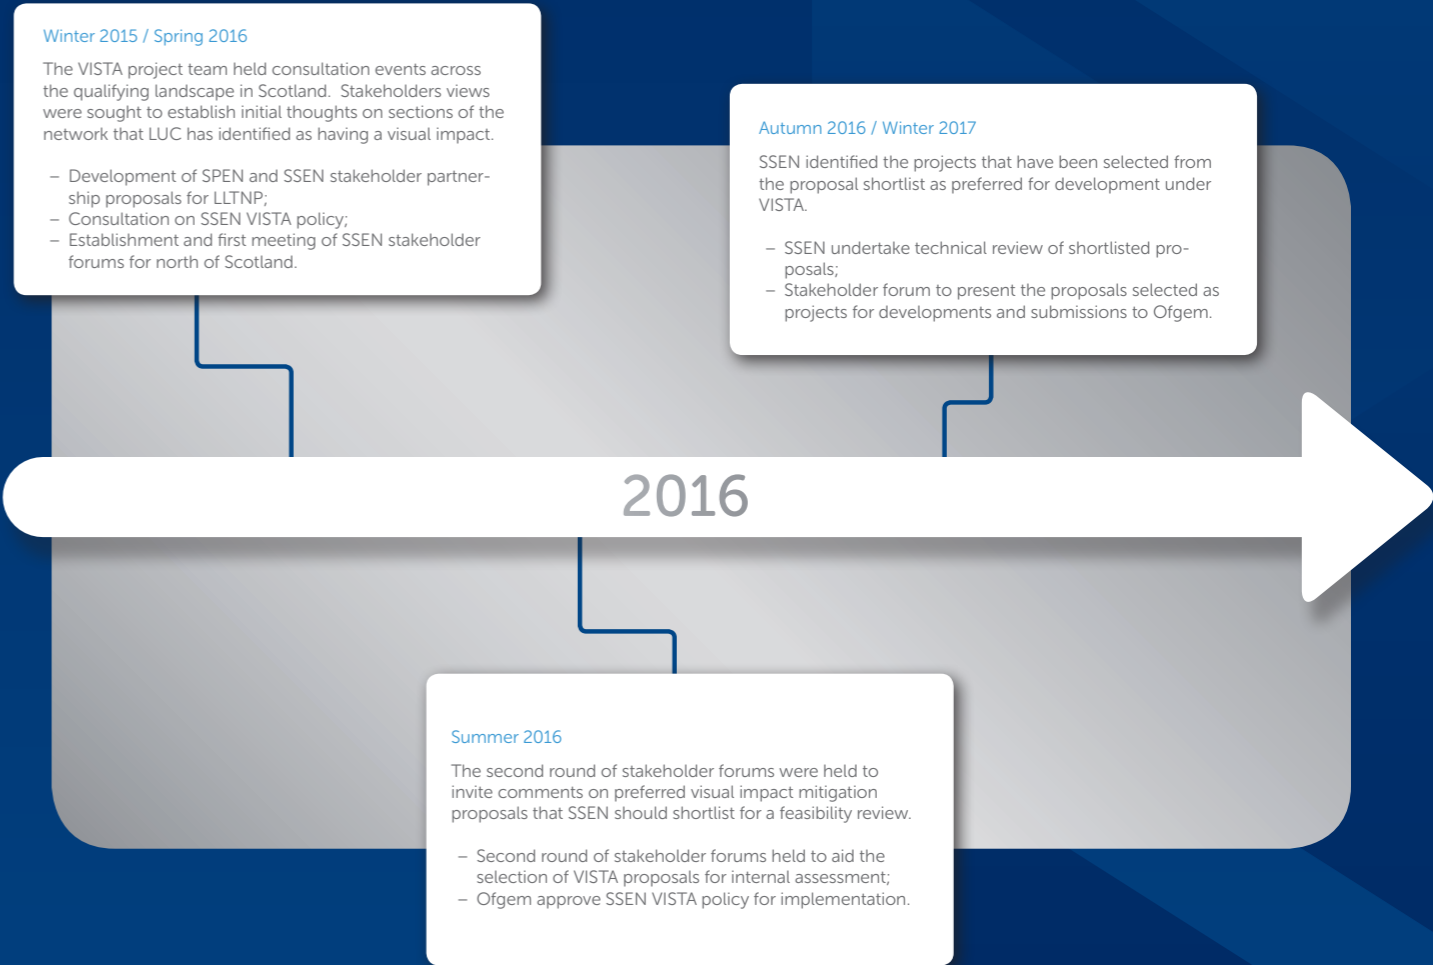 Winter 2015 / Spring 2016
The VISTA project team held consultation events across
the qualifying landscape in Scotland.  Stakeholders views
were sought to establish initial thoughts on sections of the
network that LUC has identified as having a visual impact.
– Development of SPEN and SSEN stakeholder partner-
ship proposals for LLTNP;
– Consultation on SSEN VISTA policy;
– Establishment and first meeting of SSEN stakeholder
forums for north of Scotland.
Autumn 2016 / Winter 2017
SSEN identified the projects that have been selected from
the proposal shortlist as preferred for development under
VISTA.
– SSEN undertake technical review of shortlisted pro-
posals;
– Stakeholder forum to present the proposals selected as
projects for developments and submissions to Ofgem.
2016
Summer 2016
The second round of stakeholder forums were held to
invite comments on preferred visual impact mitigation
proposals that SSEN should shortlist for a feasibility review.
– Second round of stakeholder forums held to aid the
selection of VISTA proposals for internal assessment;
– Ofgem approve SSEN VISTA policy for implementation.